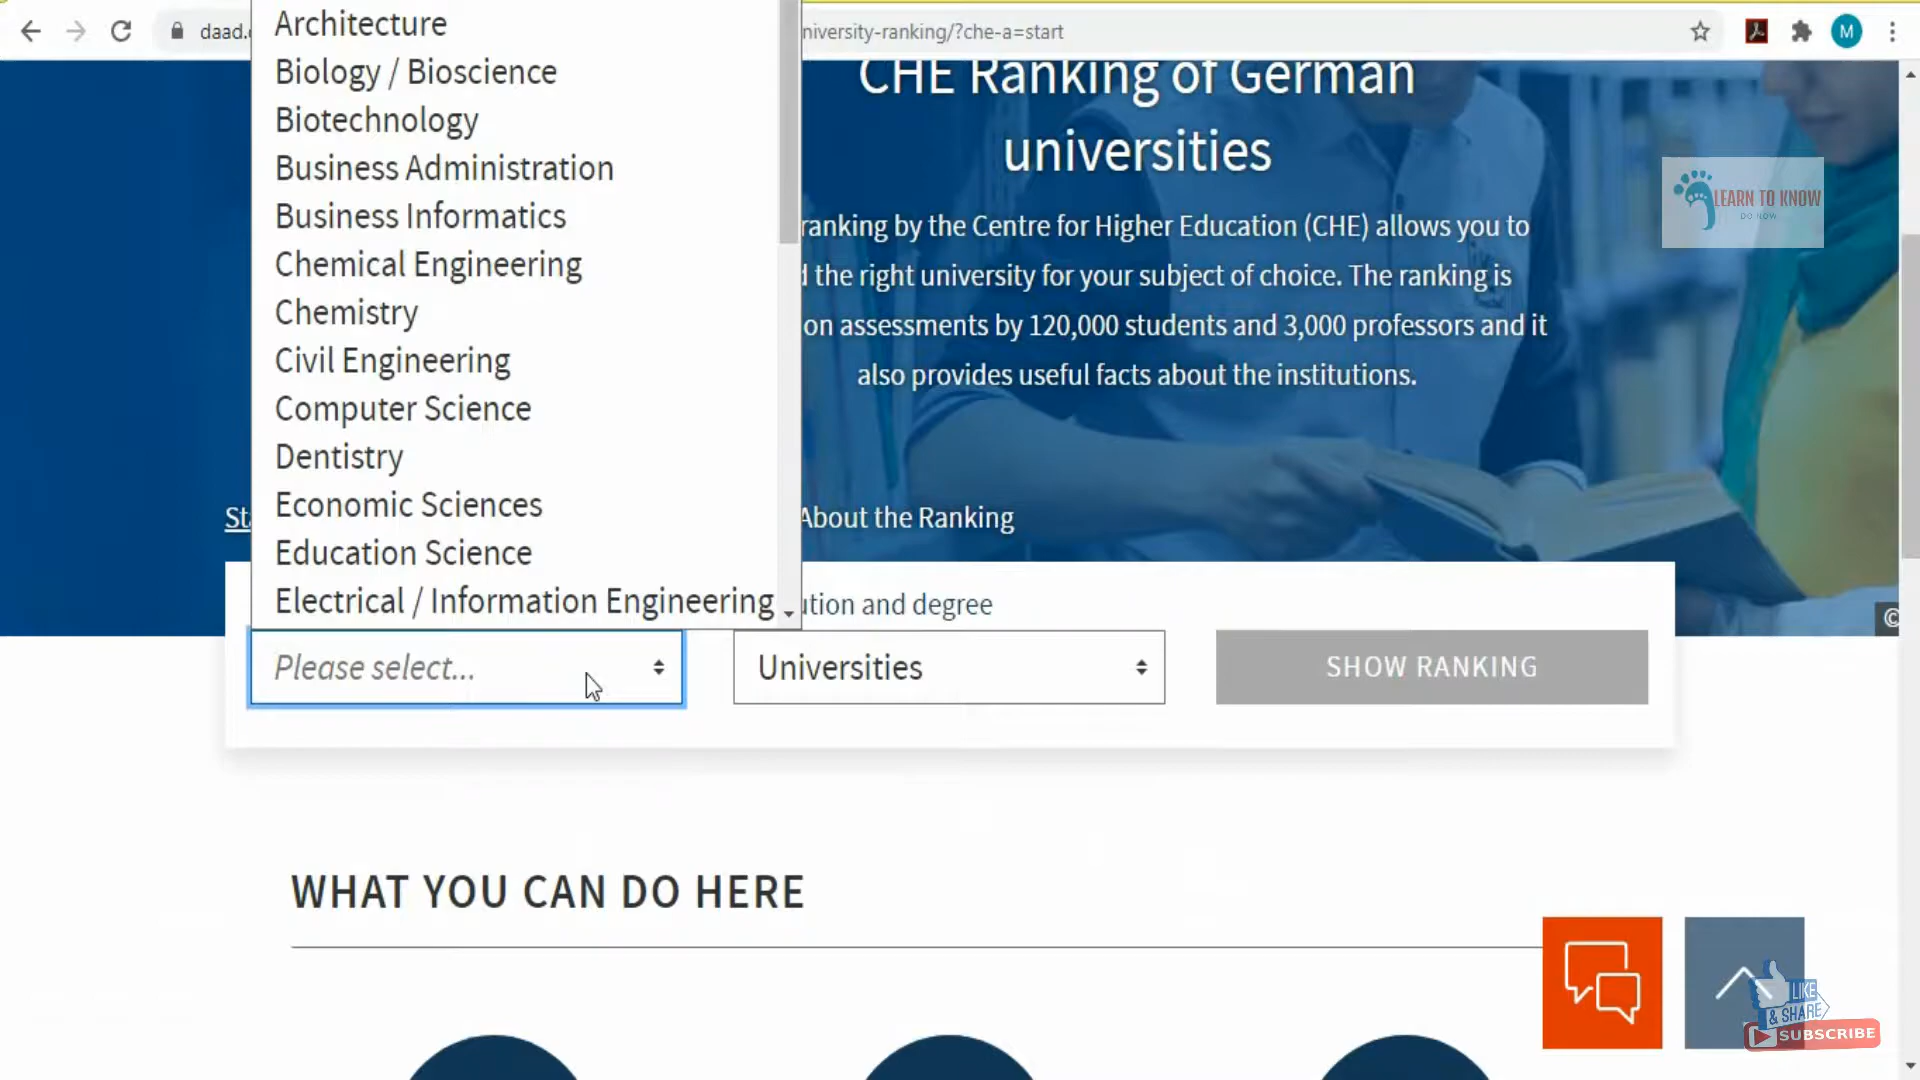 daad.
niversity-ranking/?che-a=start
M
Architecture
Biology / Bioscience
Biotechnology
Business Administration
Business Informatics
Chemical Engineering
Chemistry
Civil Engineering
Computer Science
Dentistry
Economic Sciences
Education Science
Electrical / Information Engineering
CHE Ranking of German
universities
ranking by the Centre for Higher Education (CHE) allows you to
d the right university for your subject of choice. The ranking is
on assessments by 120,000 students and 3,000 professors and it
also provides useful facts about the institutions.
LEARN TO KNOW
DO NOW
St
About the Ranking
©
ution and degree
Please select...
Universities
SHOW RANKING
WHAT YOU CAN DO HERE
LIKE
& SHARE
SUBSCRIBE